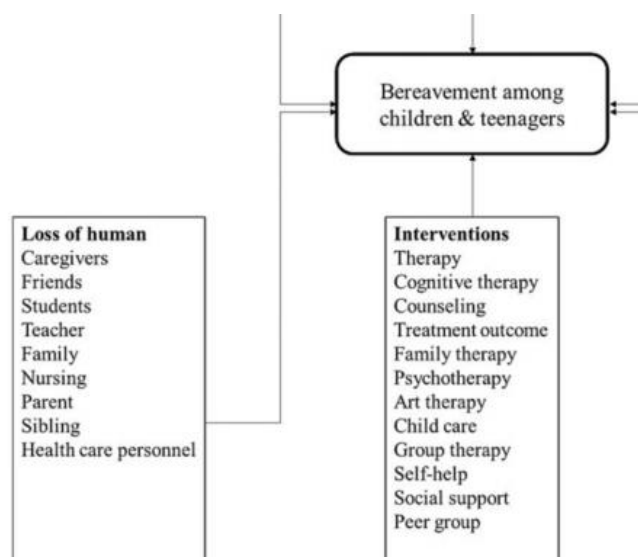 Bereavement among
children & teenagers
Loss of human
Caregivers
Friends
Students
Teacher
Family
Nursing
Parent
Sibling
Health care personnel
Interventions
Therapy
Cognitive therapy
Counseling
Treatment outcome
Family therapy
Psychotherapy
Art therapy
Child care
Group therapy
Self-help
Social support
Peer group